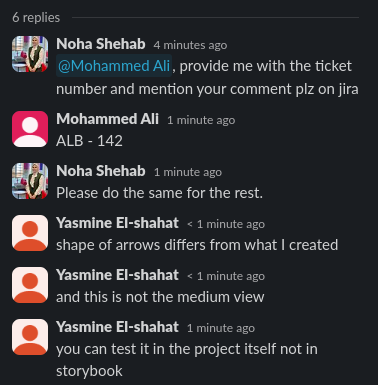 6 replies
Noha Shehab 4 minutes ago
@Mohammed Ali, provide me with the ticket
number and mention your comment plz on jira
Mohammed Ali 1 minute ago
ALB - 142
Noha Shehab 1 minute ago
Please do the same for the rest.
Yasmine El-shahat < 1 minute ago
shape of arrows differs from what I created
Yasmine El-shahat < 1 minute ago
and this is not the medium view
Yasmine El-shahat 1 minute ago
you can test it in the project itself not in
storybook